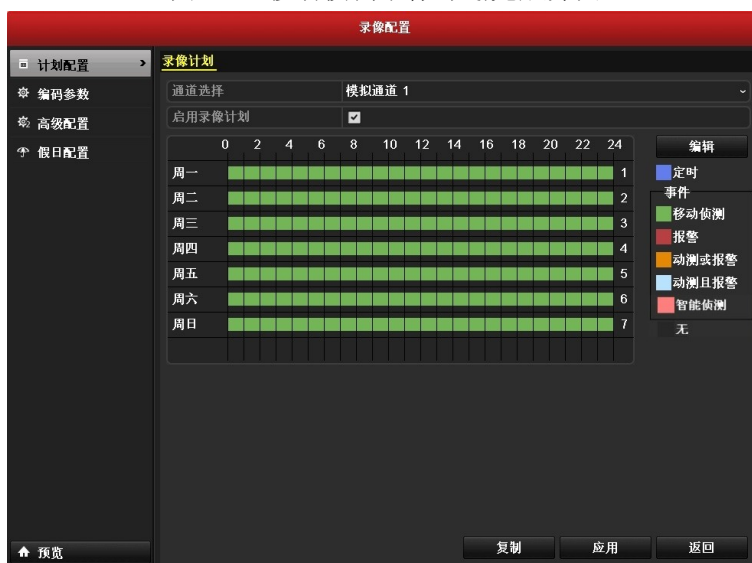 录像配置
计划配置
编码参数
高级配置
假日配置
预览
录像计划
通道选择 模拟通道 1
启用录像计划
0 2 4 6 8 10 12 14 16 18 20 22 24
周一 1
周二 2
周三 3
周四 4
周五 5
周六 6
周日 7
编辑
定时
事件
移动侦测
报警
动测或报警
动测且报警
智能侦测
无
复制 应用 返回